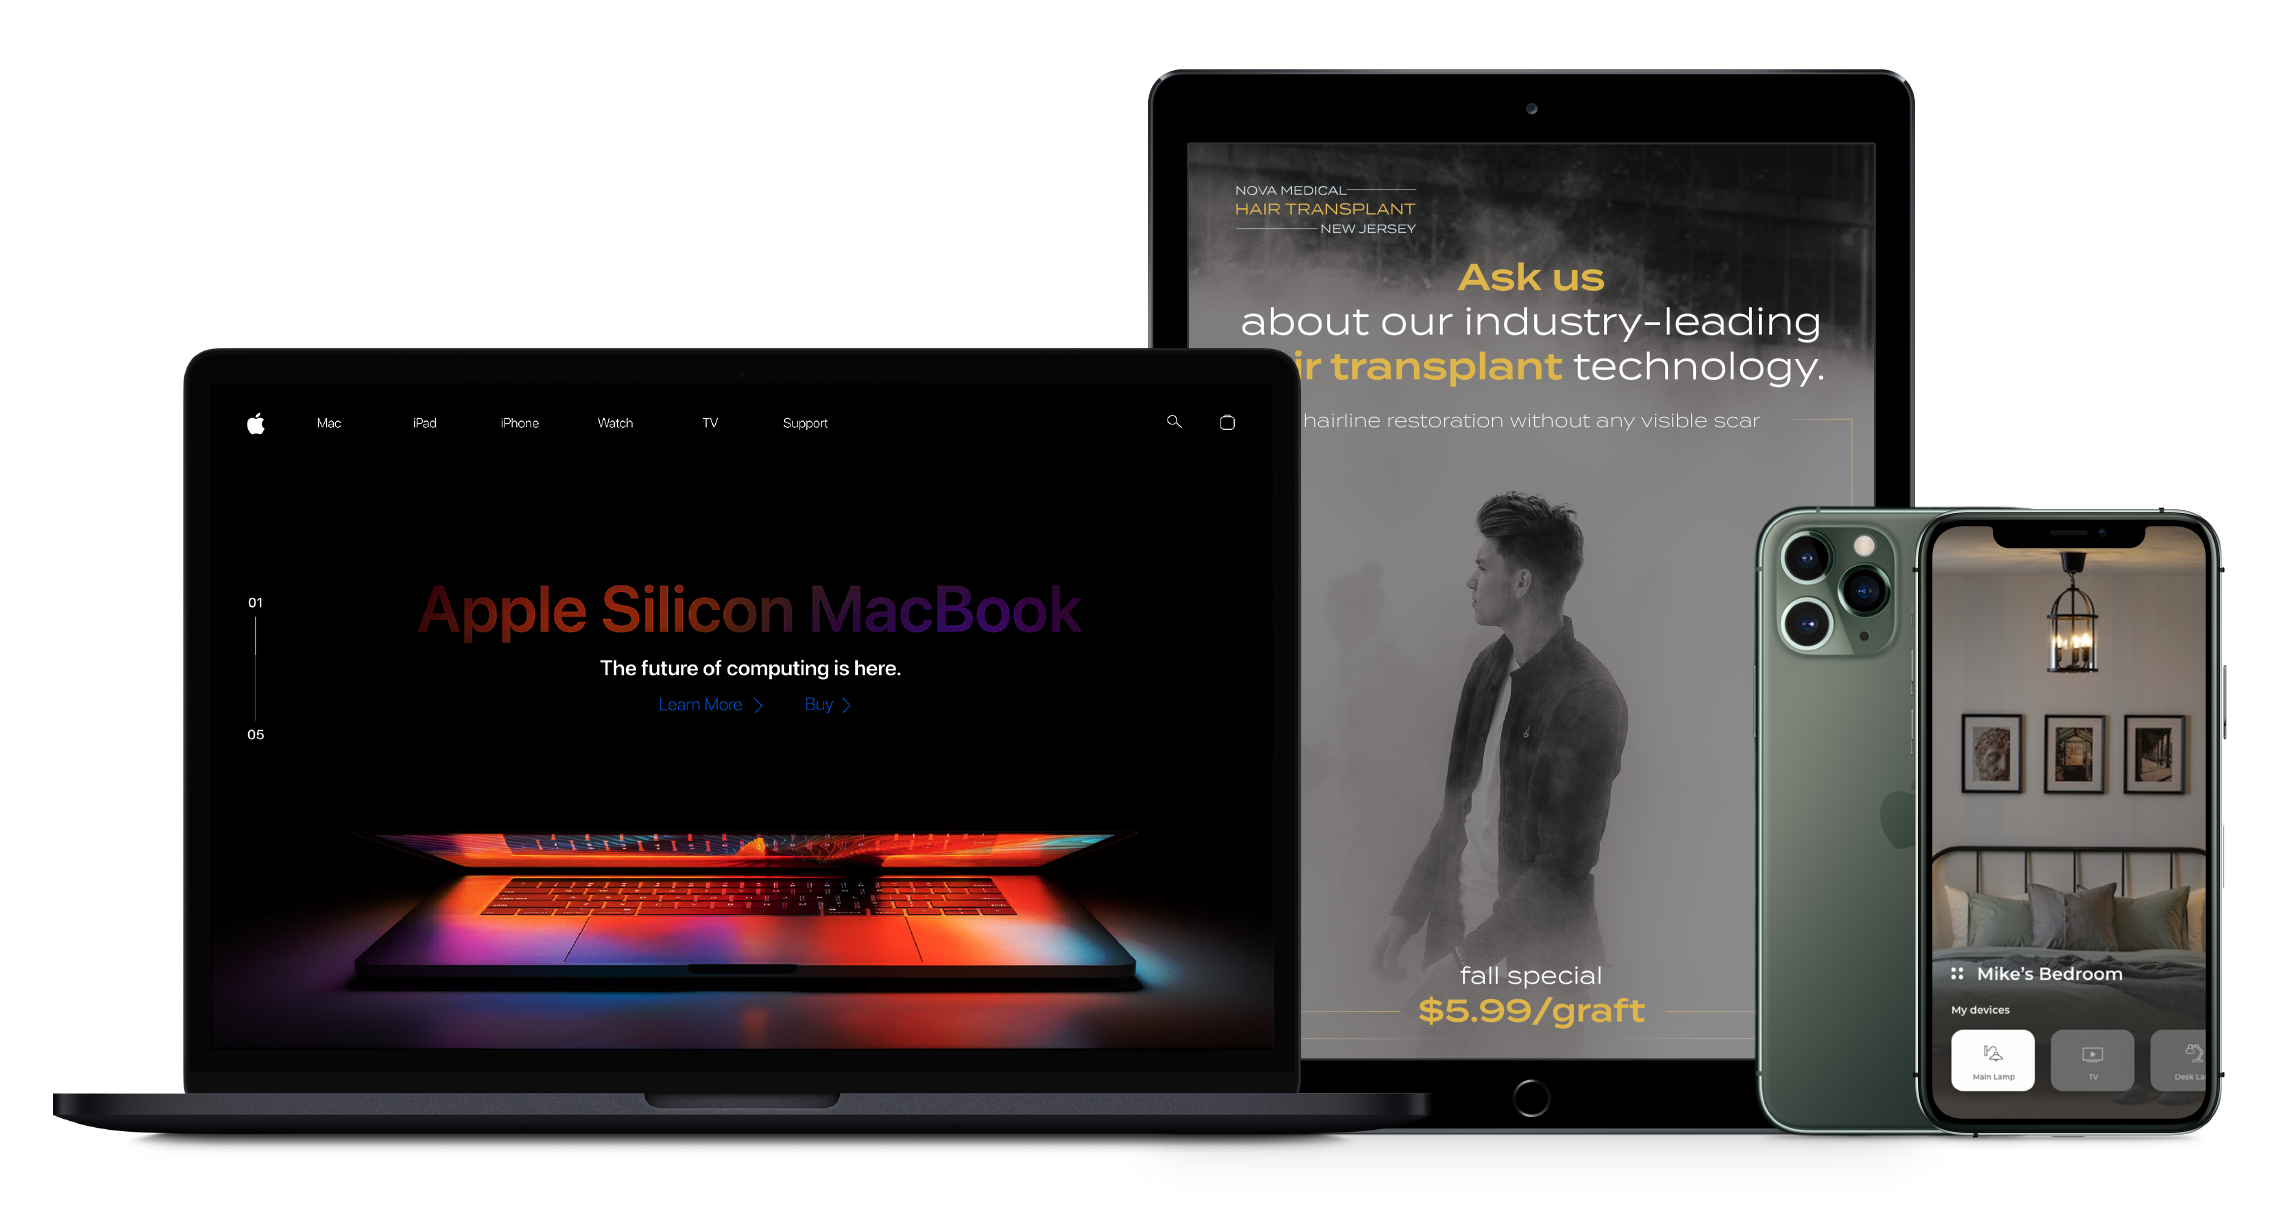 Mac
iPad
iPhone
Watch
TV
Support
01
05
Apple Silicon MacBook
The future of computing is here.
Learn More
Buy
NOVA MEDICAL
HAIR TRANSPLANT
NEW JERSEY
Ask us
about our industry-leading
ir transplant technology.
hairline restoration without any visible scar
fall special
$5.99/graft
Mike's Bedroom
My devices
Main Lamp
TV
Desk La